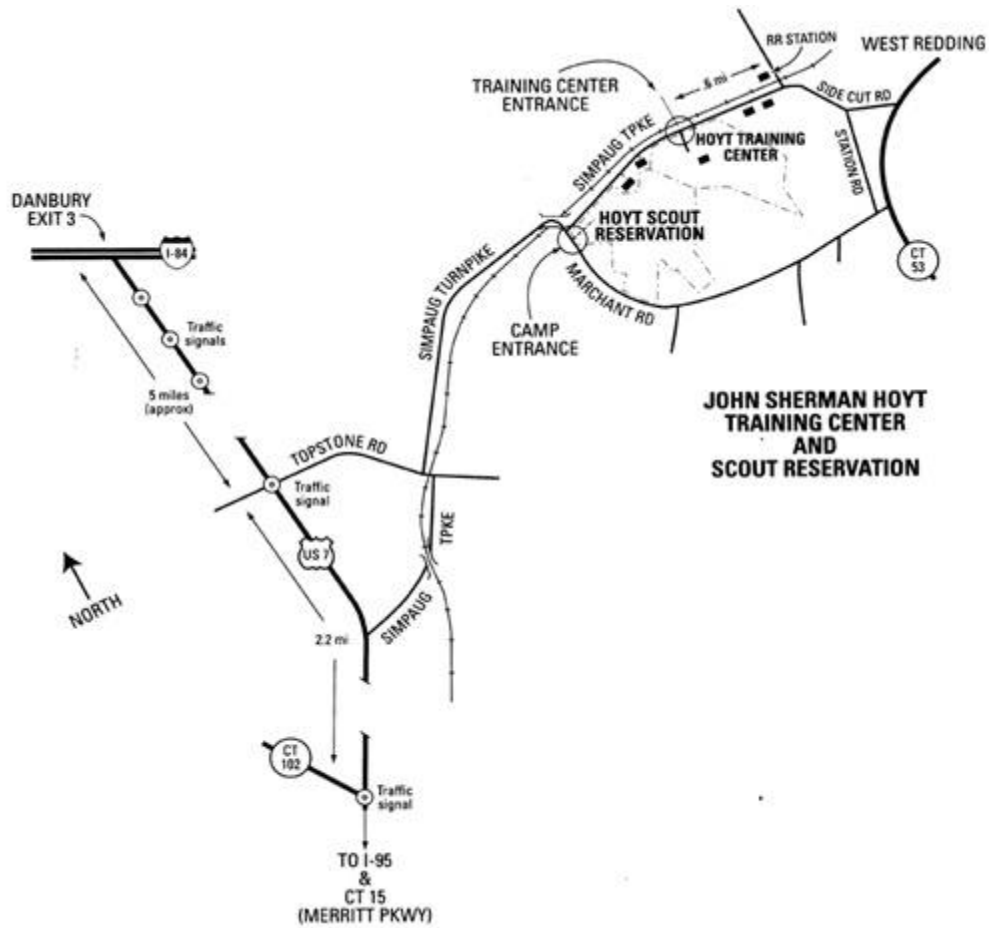 RR STATION
WEST REDDING
.6 mi
TRAINING CENTER
ENTRANCE
SIDE CUT RD
SIMPAUG TPKE
HOYT TRAINING
CENTER
STATION RD
DANBURY
EXIT 3
I-84
HOYT SCOUT
RESERVATION
CT
53
SIMPAUG TURNPIKE
MARCHANT RD
Traffic
signals
CAMP
ENTRANCE
5 miles
(approx)
JOHN SHERMAN HOYT
TRAINING CENTER
AND
SCOUT RESERVATION
TOPSTONE RD
Traffic
signal
TPKE
US 7
NORTH
SIMPAUG
2.2 mi
CT
102
Traffic
signal
TO I-95
&
CT 15
(MERRITT PKWY)